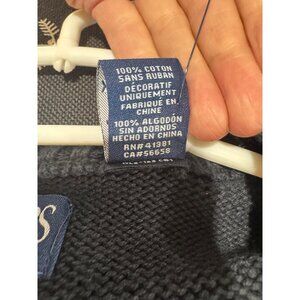 100% COTON
SANS RUBAN
DÉCORATIF
UNIQUEMENT
FABRIQUÉ EN
CHINE
100% ALGODÓN
SIN ADORNOS
HECHO EN CHINA
RN# 41381
CA# 56658